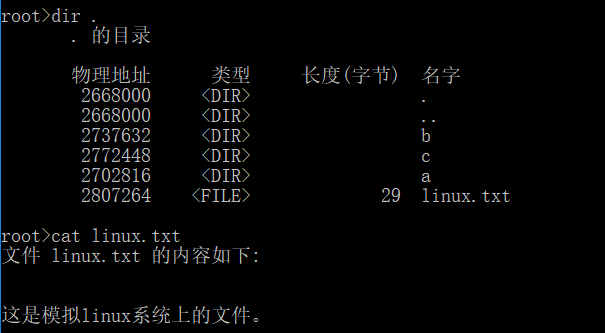 root>dir .
. 的目录
物理地址 类型 长度(字节) 名字
2668000 <DIR> .
2668000 <DIR> ..
2737632 <DIR> b
2772448 <DIR> c
2702816 <DIR> a
2807264 <FILE> 29 linux.txt
root>cat linux.txt
文件 linux.txt 的内容如下:
这是模拟linux系统上的文件。